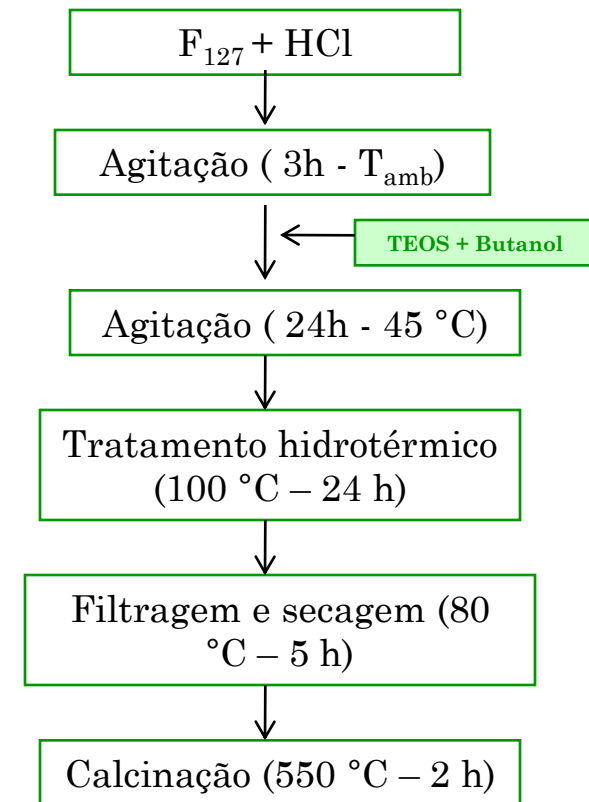 F₁₂₇ + HCl
Agitação ( 3h - Tₐₘb)
TEOS + Butanol
Agitação ( 24h - 45 °C)
Tratamento hidrotérmico
(100 °C – 24 h)
Filtragem e secagem (80
°C – 5 h)
Calcinação (550 °C – 2 h)